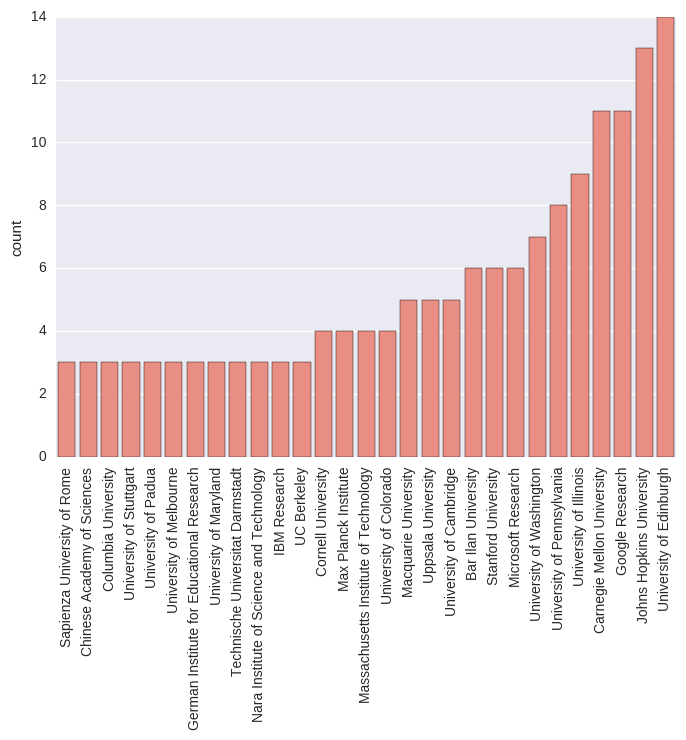 14
12
10
8
6
4
2
0
count
Sapienza University of Rome
Chinese Academy of Sciences
Columbia University
University of Stuttgart
University of Padua
University of Melbourne
German Institute for Educational Research
University of Maryland
Technische Universitat Darmstadt
Nara Institute of Science and Technology
IBM Research
UC Berkeley
Cornell University
Max Planck Institute
Massachusetts Institute of Technology
University of Colorado
Macquarie University
Uppsala University
University of Cambridge
Bar Ilan University
Stanford University
Microsoft Research
University of Washington
University of Pennsylvania
University of Illinois
Carnegie Mellon University
Google Research
Johns Hopkins University
University of Edinburgh